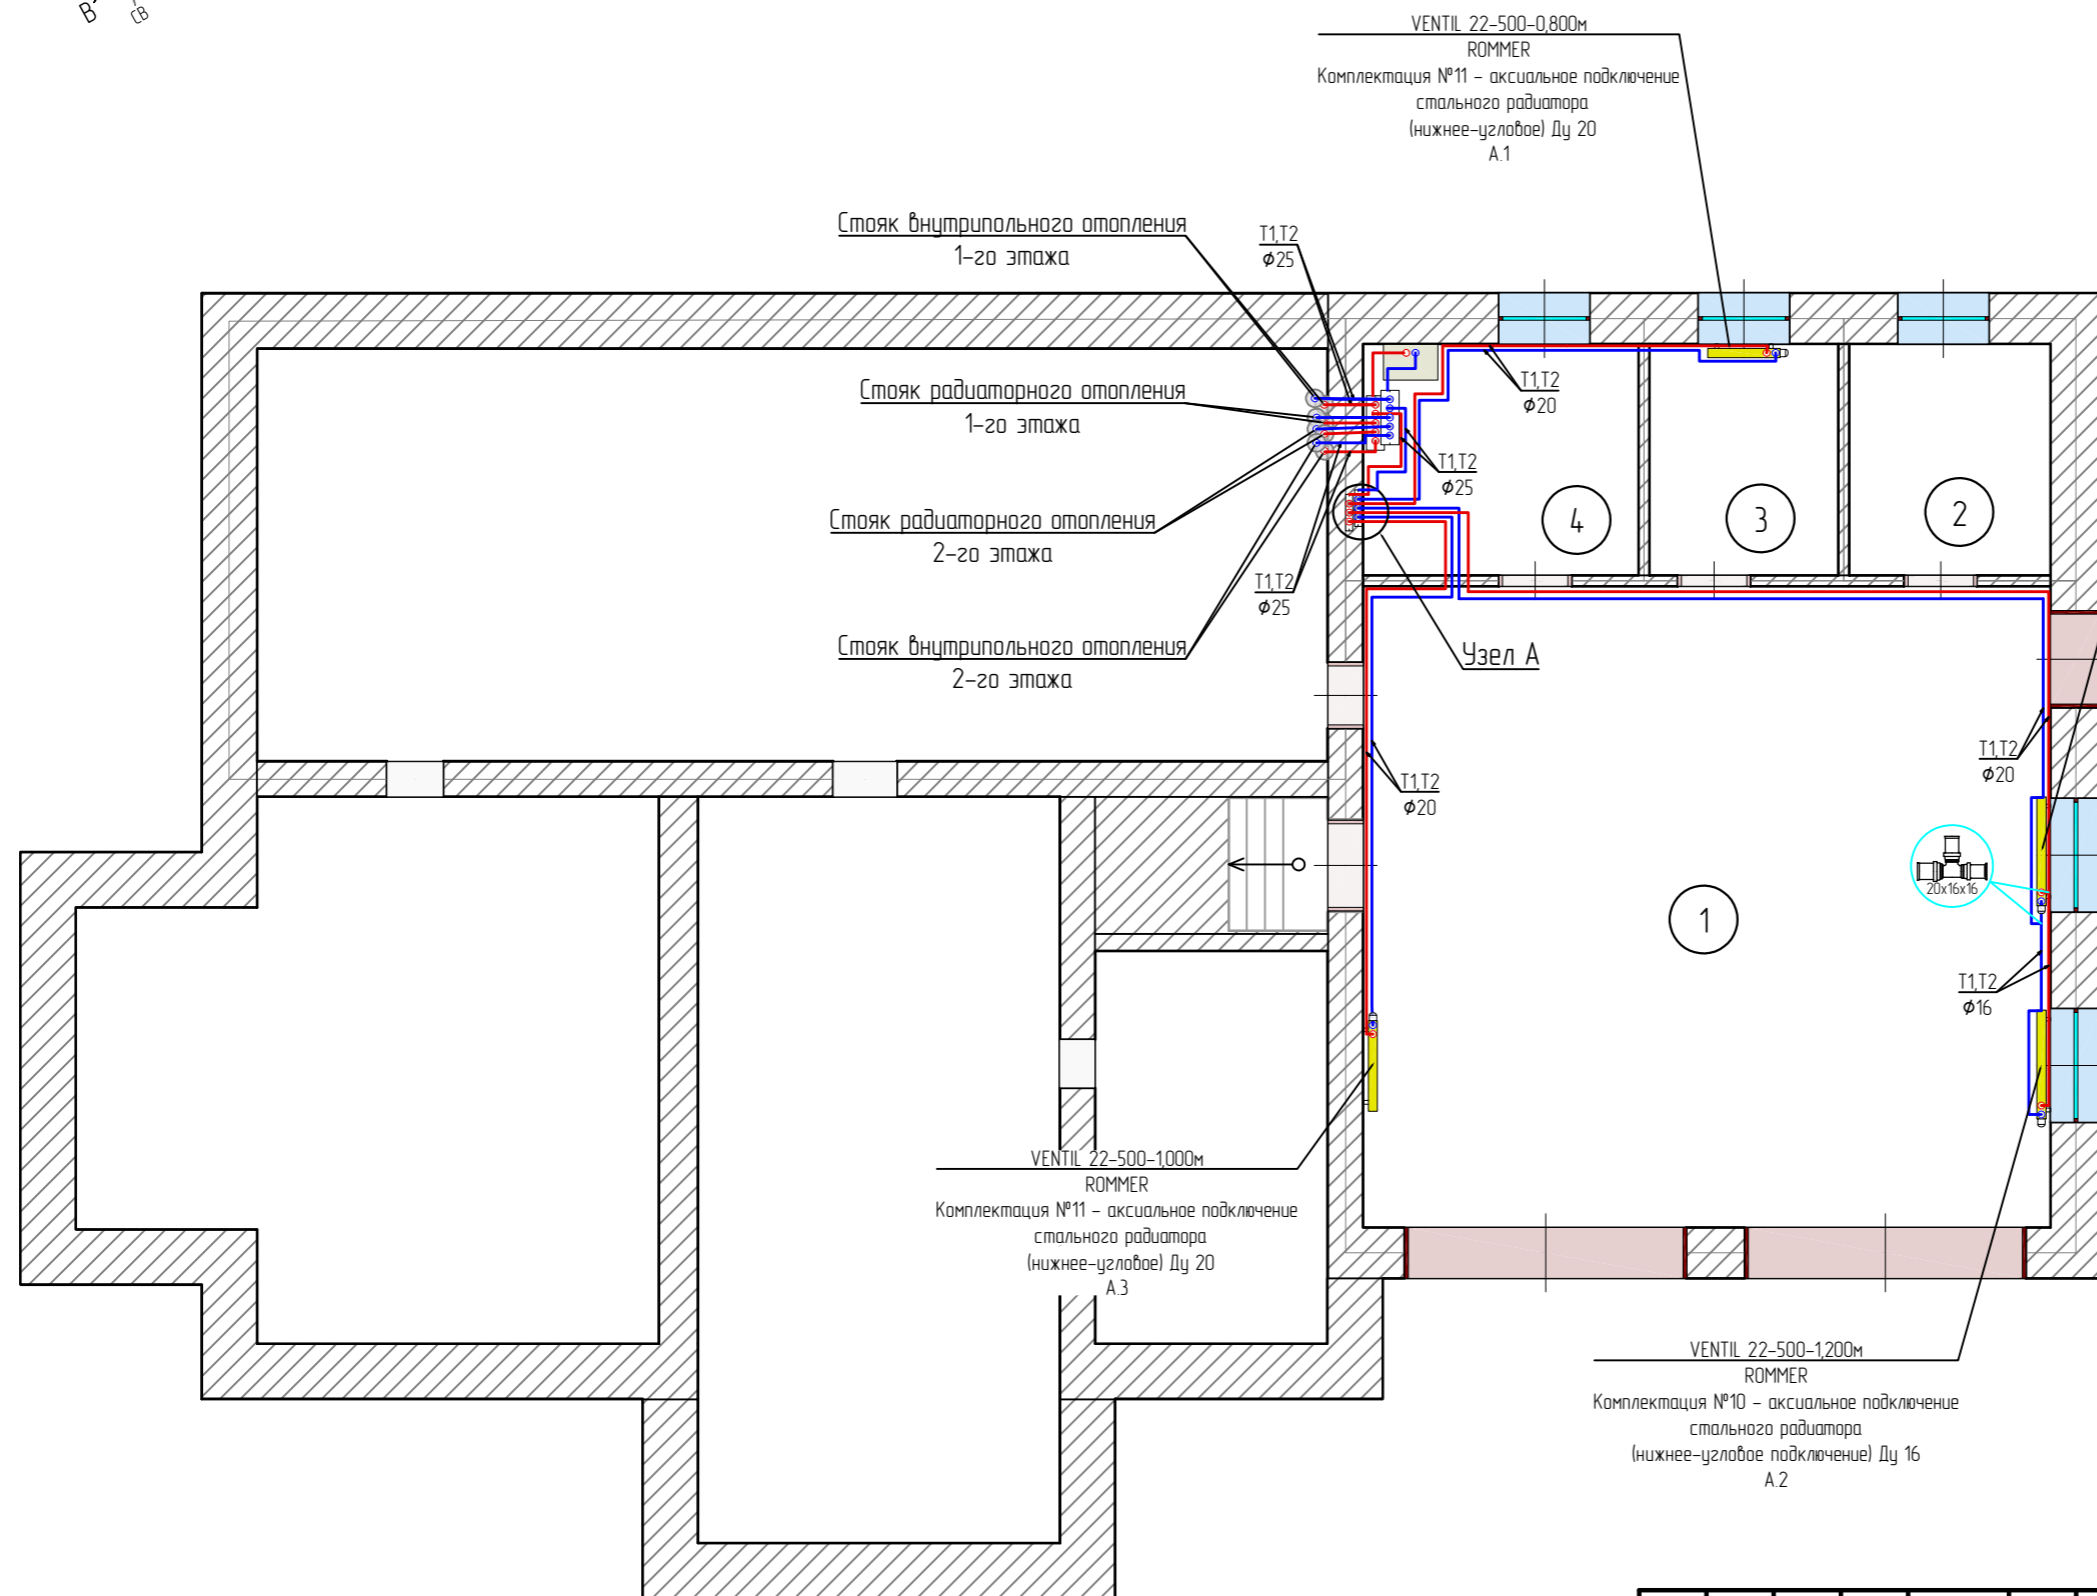 В
СВ
VENTIL 22-500-0,800м
ROMMER
Комплектация №11 - аксиальное подключение
стального радиатора
(нижнее-угловое) Ду 20
А.1
Стояк внутрипольного отопления
1-го этажа
Т1,Т2
ф25
Стояк радиаторного отопления
1-го этажа
Т1,Т2
ф20
Т1,Т2
ф25
Стояк радиаторного отопления
2-го этажа
4
3
2
Т1,Т2
ф25
Стояк внутрипольного отопления
2-го этажа
Узел А
Т1,Т2
ф20
Т1,Т2
ф20
20х16х16
1
Т1,Т2
ф16
VENTIL 22-500-1,000м
ROMMER
Комплектация №11 - аксиальное подключение
стального радиатора
(нижнее-угловое) Ду 20
А.3
VENTIL 22-500-1,200м
ROMMER
Комплектация №10 - аксиальное подключение
стального радиатора
(нижнее-угловое подключение) Ду 16
А.2